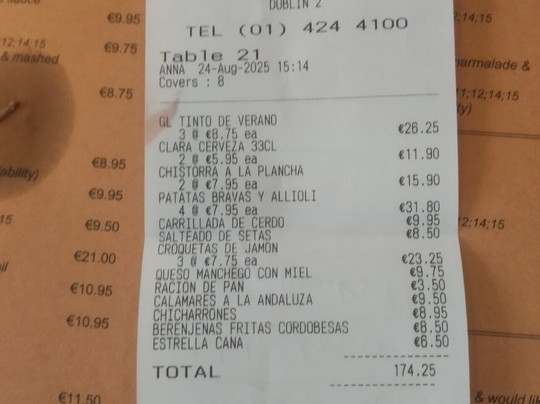 DUBLIN 2
TEL (01) 424 4100
Table 21
ANNA 24-Aug-2025 15:14
Covers : 8
GL TINTO DE VERANO
3 @ €8.75 ea €26.25
CLARA CERVEZA 33CL
2 @ €5.95 ea €11.90
CHISTORRA A LA PLANCHA
2 @ €7.95 ea €15.90
PATATAS BRAVAS Y ALLIOLI
4 @ €7.95 ea €31.80
CARRILLADA DE CERDO €9.95
SALTEADO DE SETAS €8.50
CROQUETAS DE JAMON
3 @ €7.75 ea €23.25
QUESO MANCHEGO CON MIEL €9.75
RACION DE PAN €3.50
CALAMARES A LA ANDALUZA €9.50
CHICHARRONES €8.95
BERENJENAS FRITAS CORDOBESAS €8.50
ESTRELLA CANA €6.50
TOTAL 174.25
€9.95
12;14;15
€9.75
& mashed
€8.75
€8.95
€9.95
15
€9.50
€21.00
€10.95
€10.95
€11.50
12;14;15
armalade &
11;12;14;15
12;14;15
& would lik